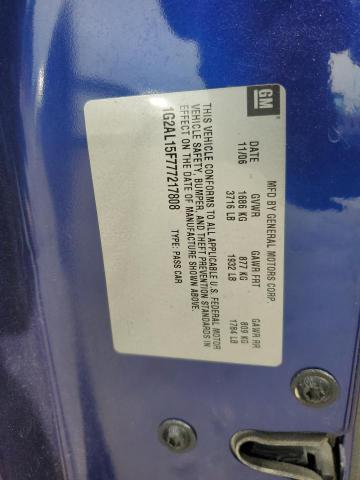 GM
MFD BY GENERAL MOTORS CORP.
DATE GVWR GAWR FRT GAWR RR
11/06 1686 KG 877 KG 809 KG
3716 LB 1932 LB 1784 LB
THIS VEHICLE CONFORMS TO ALL APPLICABLE U.S. FEDERAL MOTOR
VEHICLE SAFETY, BUMPER, AND THEFT PREVENTION STANDARDS IN
EFFECT ON THE DATE OF MANUFACTURE SHOWN ABOVE.
1G2AL15F777217808 TYPE: PASS CAR